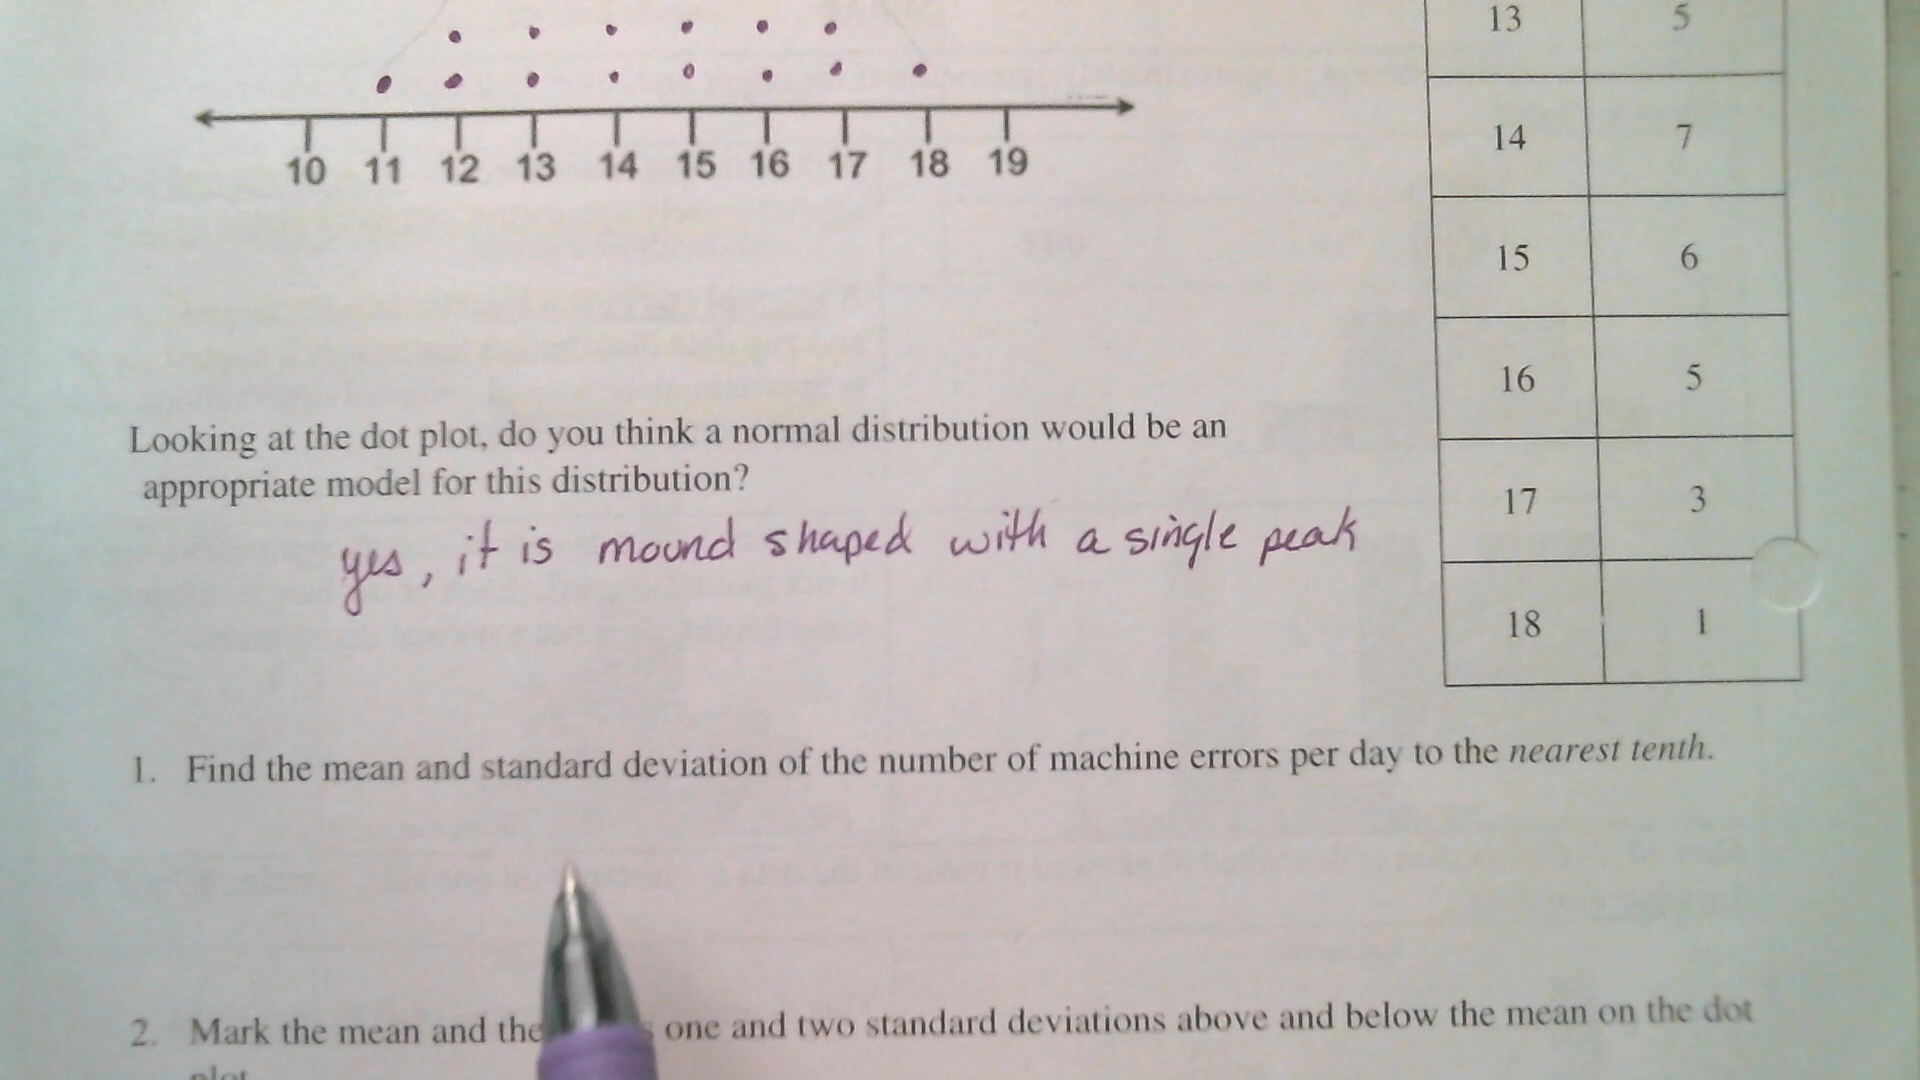 13 5
10 11 12 13 14 15 16 17 18 19
14 7
15 6
16 5
Looking at the dot plot, do you think a normal distribution would be an
appropriate model for this distribution?
17 3
yes, it is mound shaped with a single peak
18 1
1. Find the mean and standard deviation of the number of machine errors per day to the nearest tenth.
2. Mark the mean and the one and two standard deviations above and below the mean on the dot